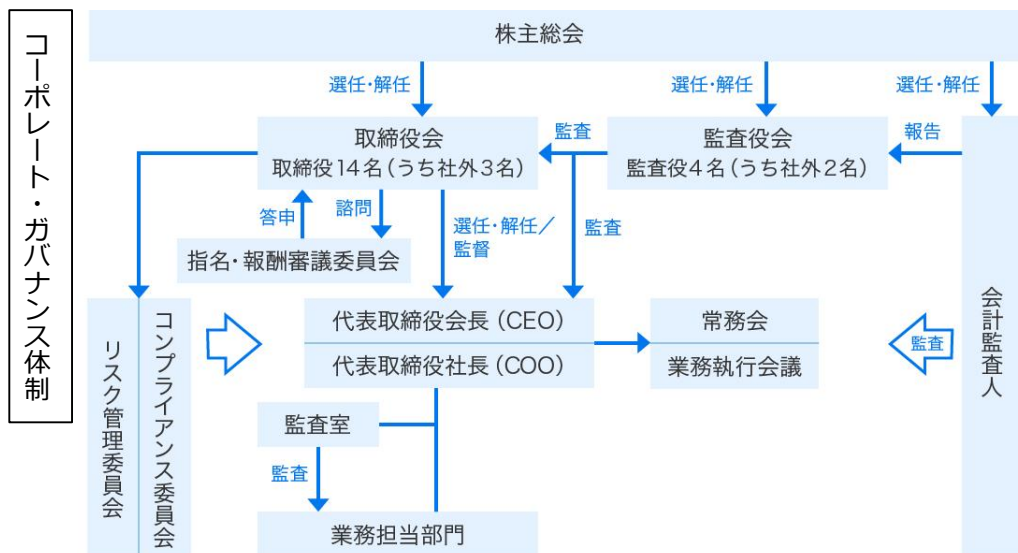 コーポレート・ガバナンス体制
株主総会
選任・解任
選任・解任
選任・解任
取締役会
取締役14名(うち社外3名)
監査
監査役会
監査役4名(うち社外2名)
報告
答申
諮問
選任・解任/
監督
監査
指名・報酬審議委員会
リスク管理委員会
コンプライアンス委員会
代表取締役会長(CEO)
代表取締役社長(COO)
常務会
業務執行会議
監査
会計監査人
監査室
監査
業務担当部門